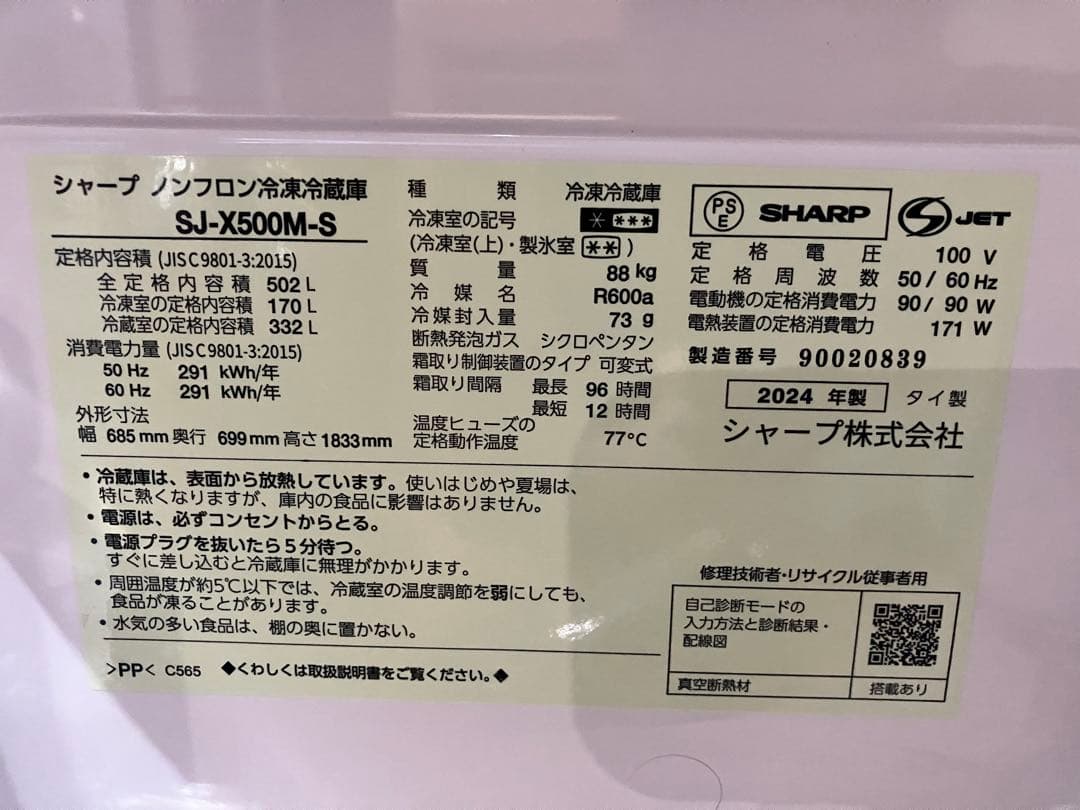 シャープ ノンフロン冷凍冷蔵庫
SJ-X500M-S
定格内容積 (JISC9801-3:2015)
全定格内容積 502 L
冷凍室の定格内容積 170 L
冷蔵室の定格内容積 332 L
消費電力量 (JISC9801-3:2015)
50 Hz 291 kWh/年
60 Hz 291 kWh/年
外形寸法
幅 685mm 奥行 699mm 高さ 1833mm
種類 冷凍冷蔵庫
冷凍室の記号 * ***
(冷凍室(上)・製氷室 ** )
質量 88 kg
冷媒名 R600a
冷媒封入量 73 g
断熱発泡ガス シクロペンタン
霜取り制御装置のタイプ 可変式
霜取り間隔 最長 96 時間
最短 12 時間
温度ヒューズの
定格動作温度 77℃
PSE SHARP JET
定格電圧 100 V
定格周波数 50 / 60 Hz
電動機の定格消費電力 90 / 90 W
電熱装置の定格消費電力 171 W
製造番号 90020839
2024 年製 タイ製
シャープ株式会社
・冷蔵庫は、表面から放熱しています。使いはじめや夏場は、
特に熱くなりますが、庫内の食品に影響はありません。
・電源は、必ずコンセントからとる。
・電源プラグを抜いたら5分待つ。
すぐに差し込むと冷蔵庫に無理がかかります。
・周囲温度が約5℃以下では、冷蔵室の温度調節を弱にしても、
食品が凍ることがあります。
・水気の多い食品は、棚の奥に置かない。
>PP< C565 ◆くわしくは取扱説明書をご覧ください。◆
修理技術者・リサイクル従事者用
自己診断モードの
入力方法と診断結果・
配線図
真空断熱材 搭載あり